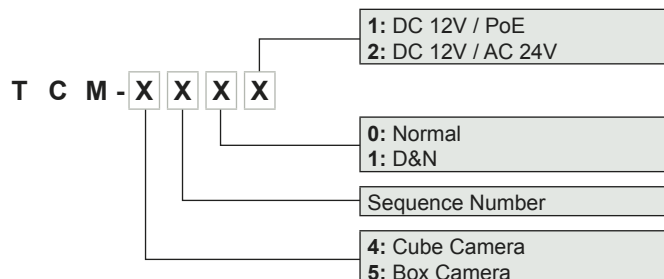 1: DC 12V / PoE
2: DC 12V / AC 24V
T C M - X X X X
0: Normal
1: D&N
Sequence Number
4: Cube Camera
5: Box Camera